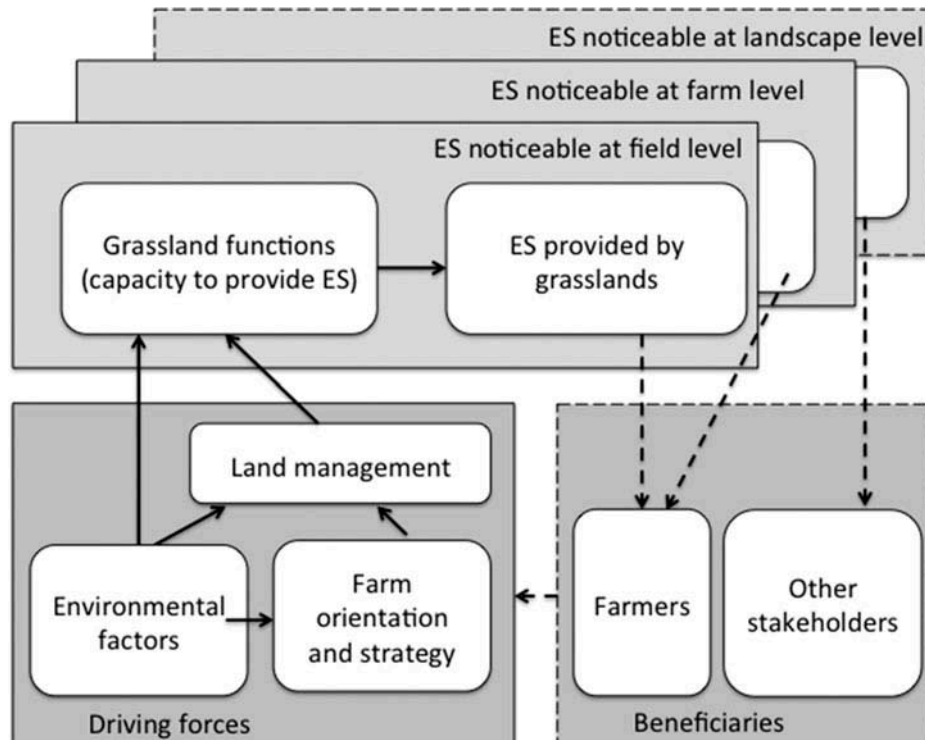 ES noticeable at landscape level
ES noticeable at farm level
ES noticeable at field level
Grassland functions
(capacity to provide ES)
ES provided by
grasslands
Land management
Environmental
factors
Farm
orientation
and strategy
Driving forces
Farmers
Other
stakeholders
Beneficiaries